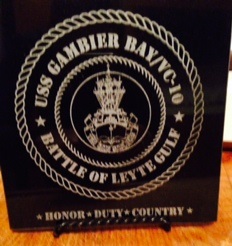 USS GAMBIER BAY/VC-10
★ BATTLE OF LEYTE GULF ★
★ HONOR ★ DUTY ★ COUNTRY ★